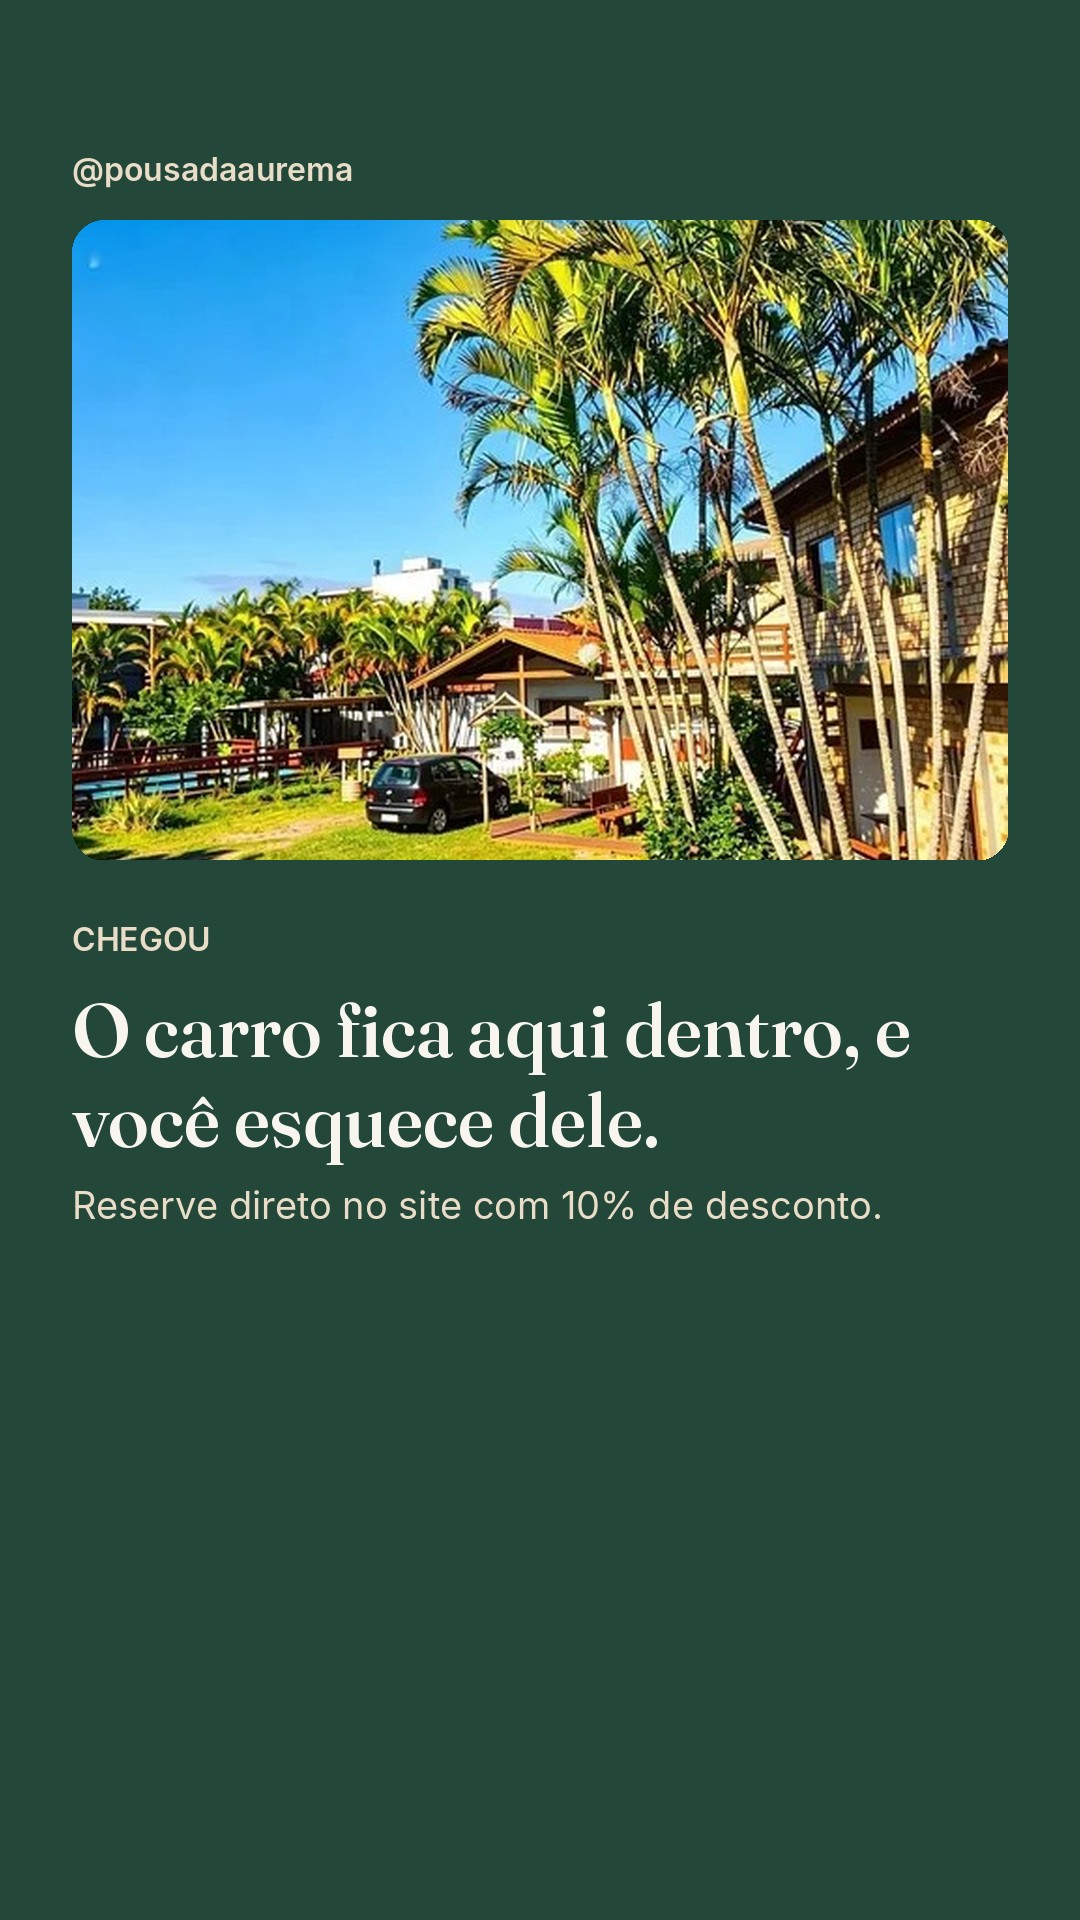 @pousadaaurema
CHEGOU
O carro fica aqui dentro, e
você esquece dele.
Reserve direto no site com 10% de desconto.